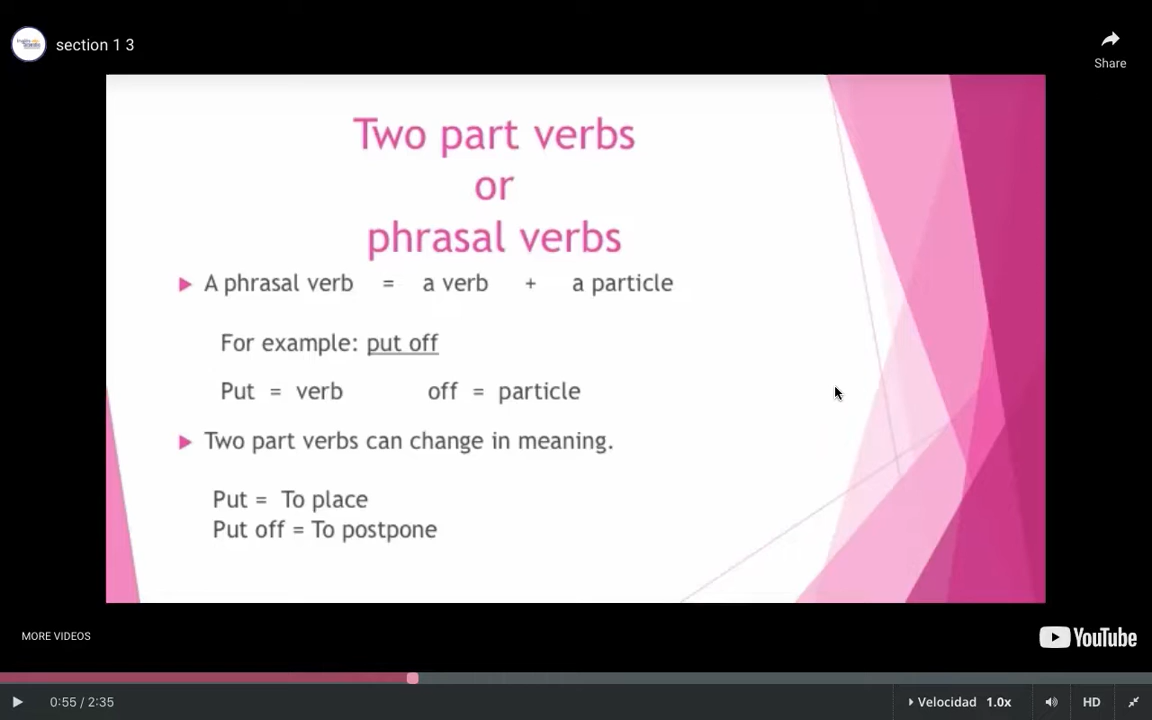 section 1 3
Share
Two part verbs
or
phrasal verbs
A phrasal verb = a verb + a particle
For example: put off
Put = verb off = particle
Two part verbs can change in meaning.
Put = To place
Put off = To postpone
MORE VIDEOS
YouTube
0:55 / 2:35
Velocidad 1.0x
HD